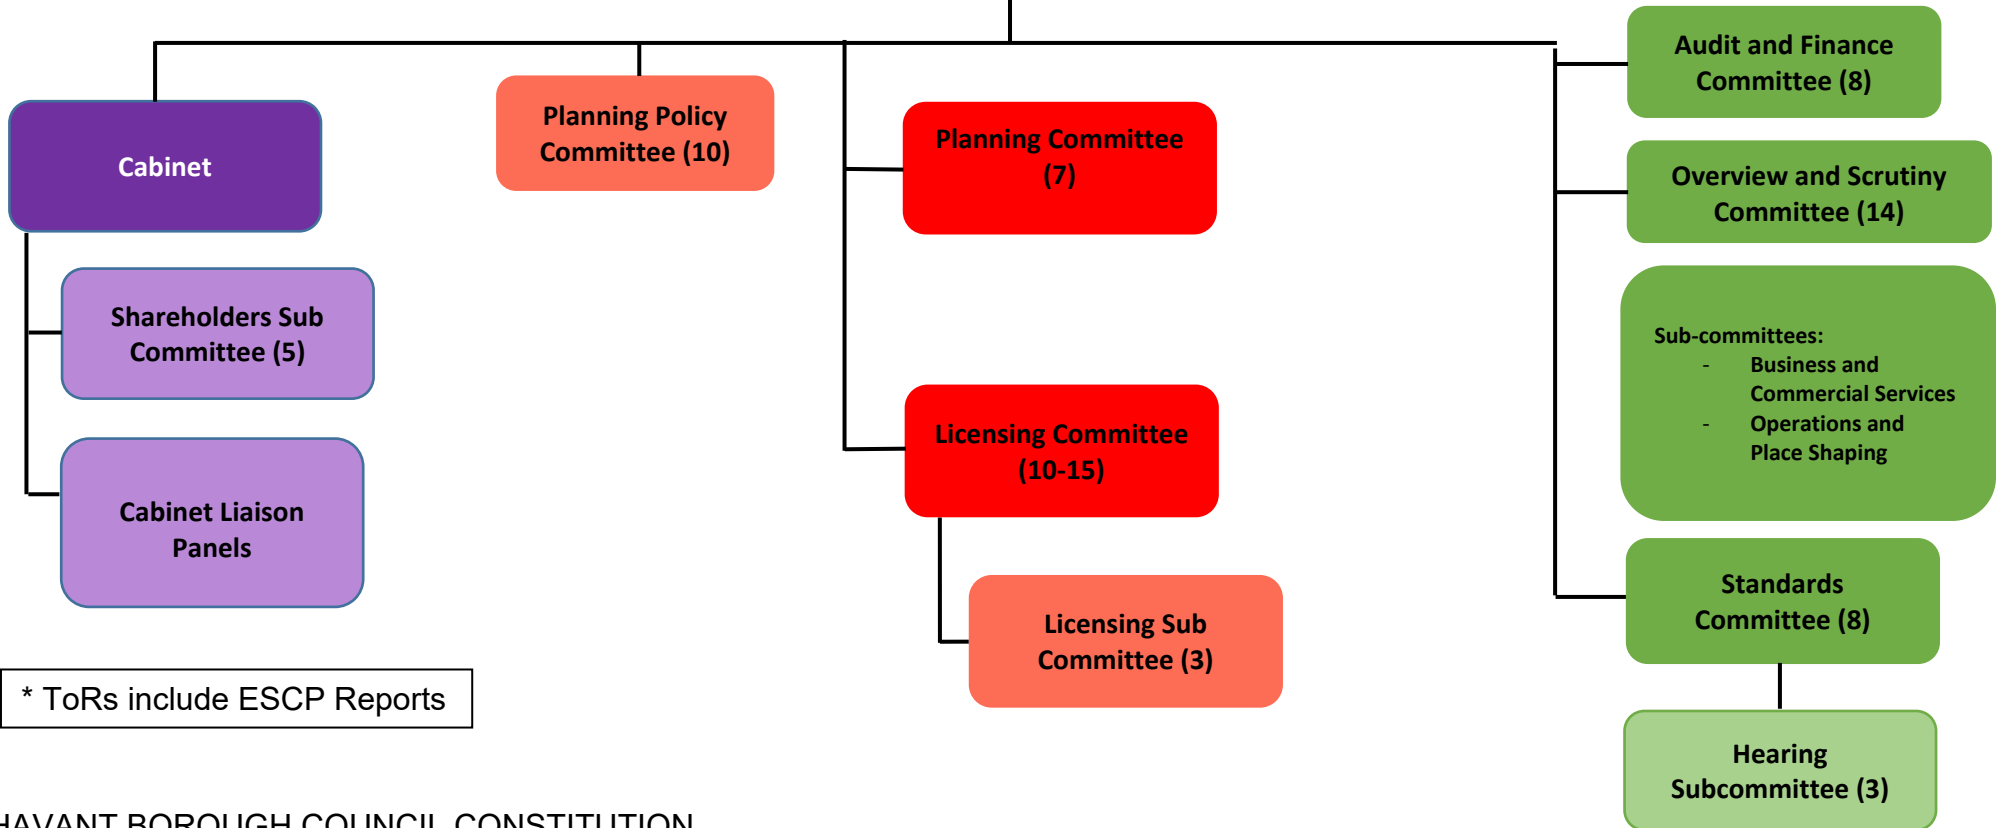 Cabinet
Shareholders Sub
Committee (5)
Cabinet Liaison
Panels
Planning Policy
Committee (10)
Planning Committee
(7)
Licensing Committee
(10-15)
Licensing Sub
Committee (3)
Audit and Finance
Committee (8)
Overview and Scrutiny
Committee (14)
Sub-committees:
- Business and
Commercial Services
- Operations and
Place Shaping
Standards
Committee (8)
Hearing
Subcommittee (3)
* ToRs include ESCP Reports
HAVANT BOROUGH COUNCIL CONSTITUTION